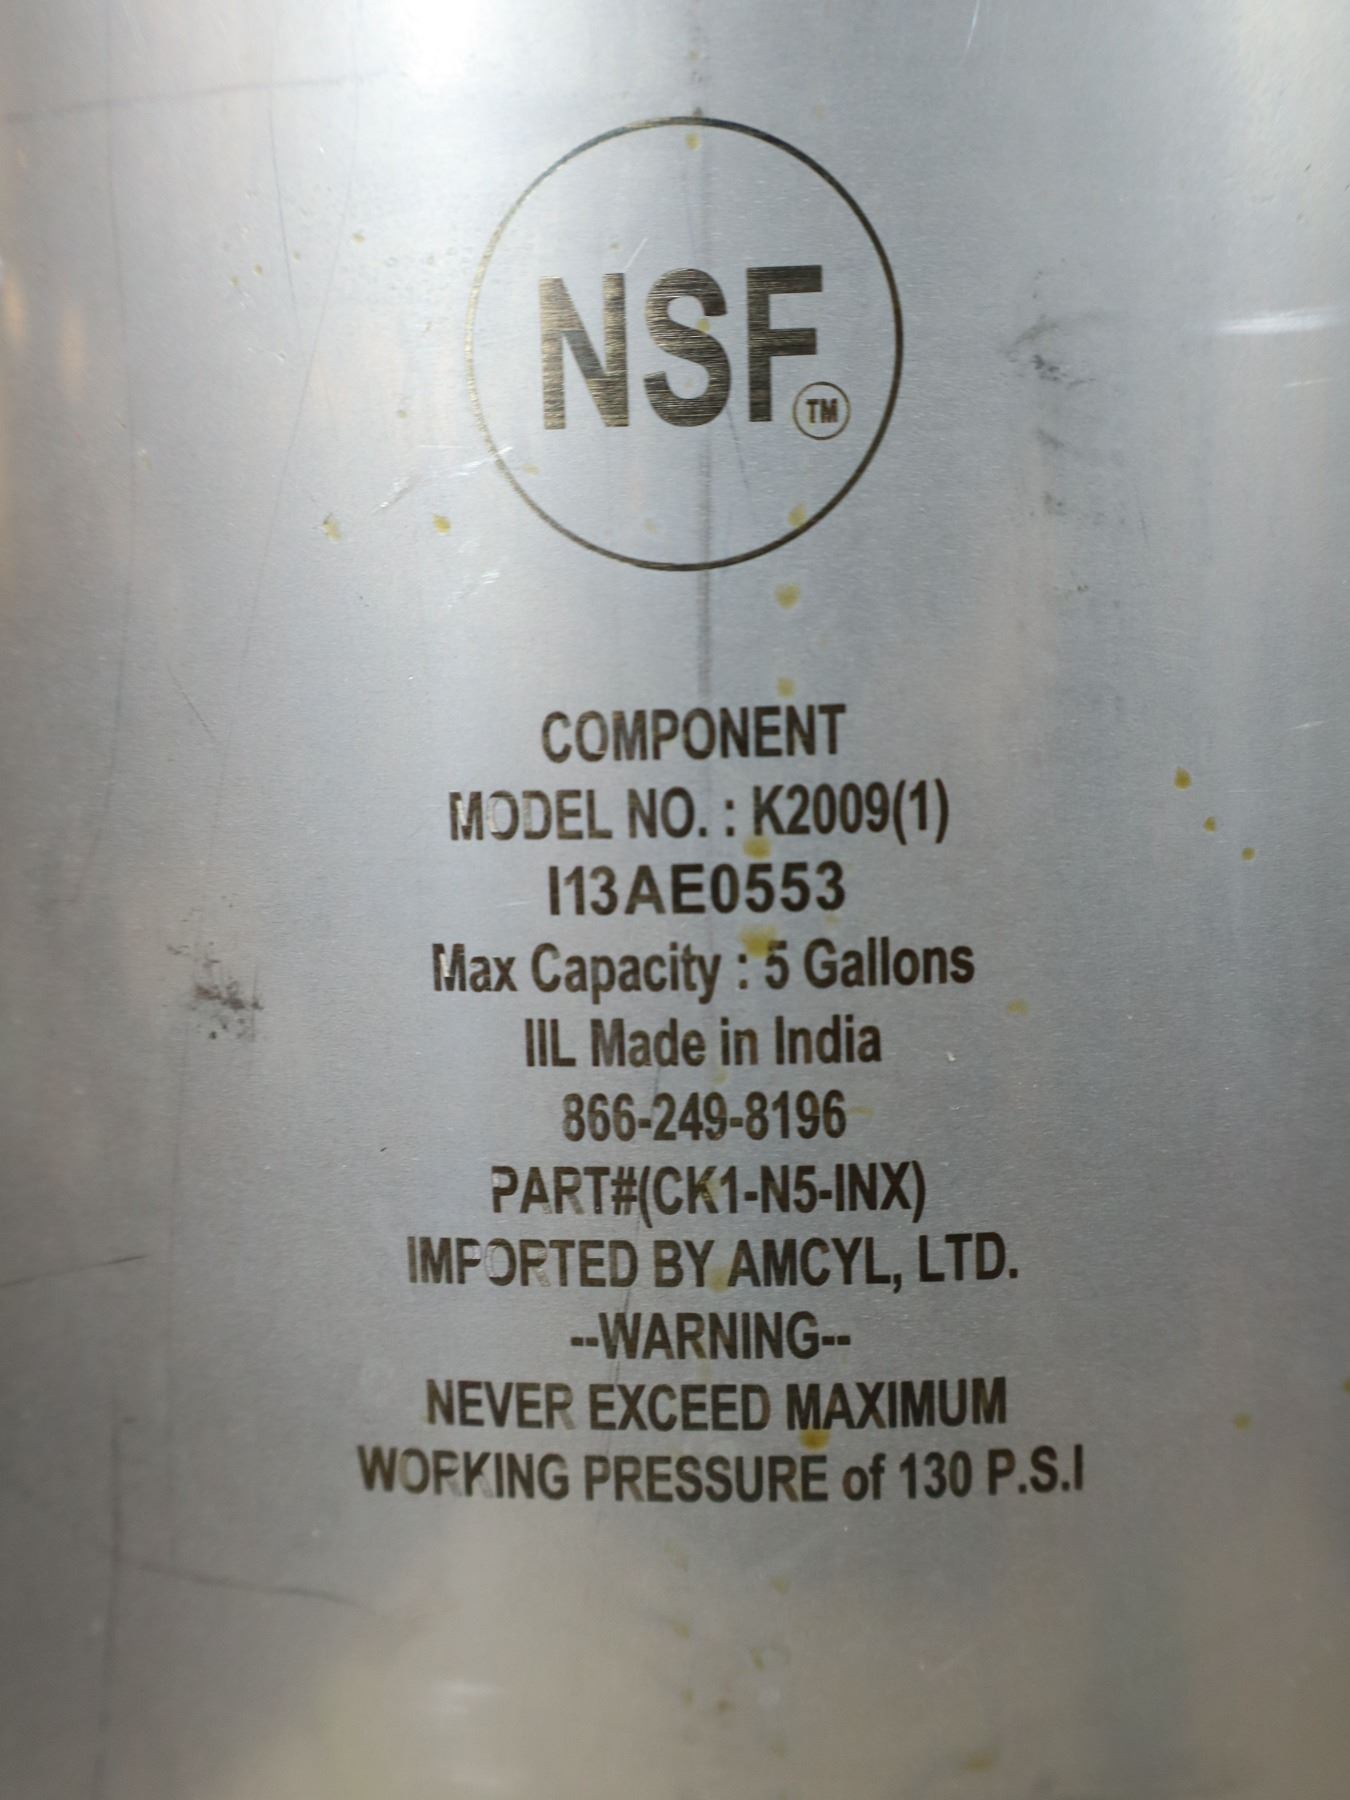 NSF
TM
COMPONENT
MODEL NO. : K2009(1)
I13AE0553
Max Capacity : 5 Gallons
IIL Made in India
866-249-8196
PART#(CK1-N5-INX)
IMPORTED BY AMCYL, LTD.
--WARNING--
NEVER EXCEED MAXIMUM
WORKING PRESSURE of 130 P.S.I